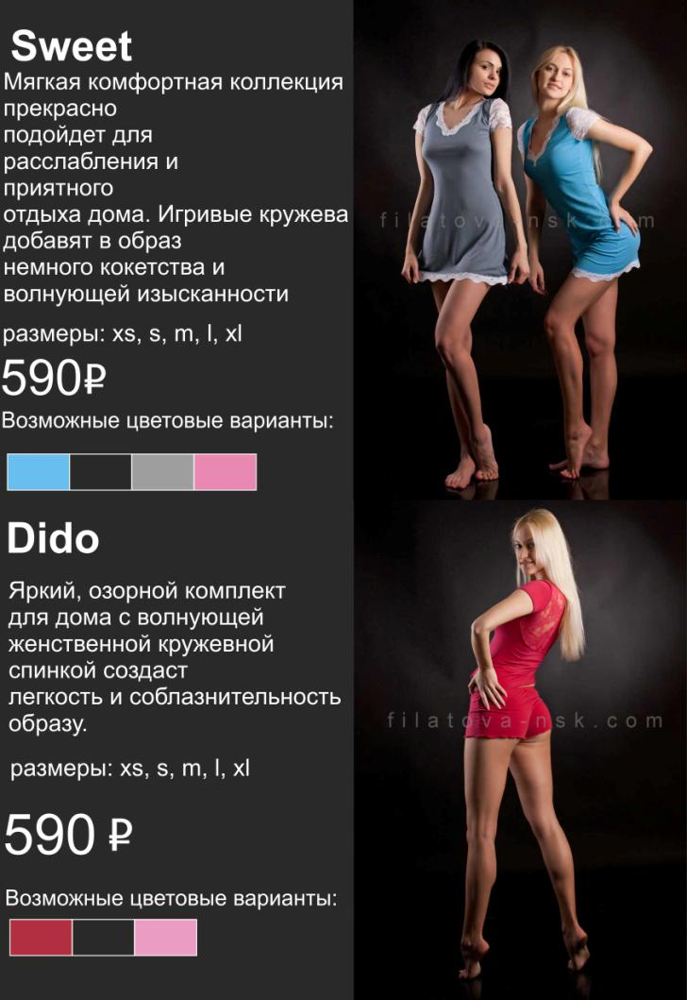 Sweet
Мягкая комфортная коллекция
прекрасно
подойдет для
расслабления и
приятного
отдыха дома. Игривые кружева
добавят в образ
немного кокетства и
волнующей изысканности
размеры: xs, s, m, l, xl
590₽
Возможные цветовые варианты:
filatova-nsk.com
Dido
Яркий, озорной комплект
для дома с волнующей
женственной кружевной
спинкой создаст
легкость и соблазнительность
образу.
размеры: xs, s, m, l, xl
590 ₽
Возможные цветовые варианты:
filatova-nsk.com